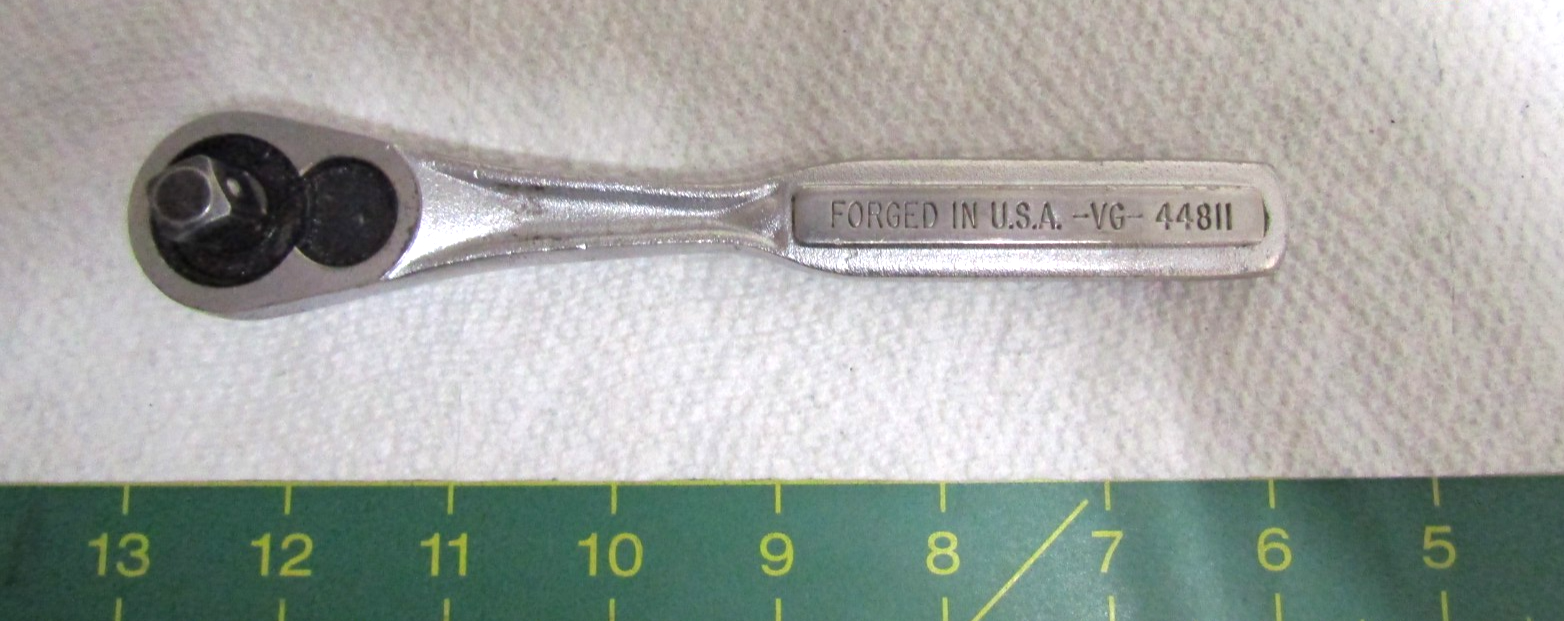 FORGED IN U.S.A. -VG- 44811
13 12 11 10 9 8 7 6 5